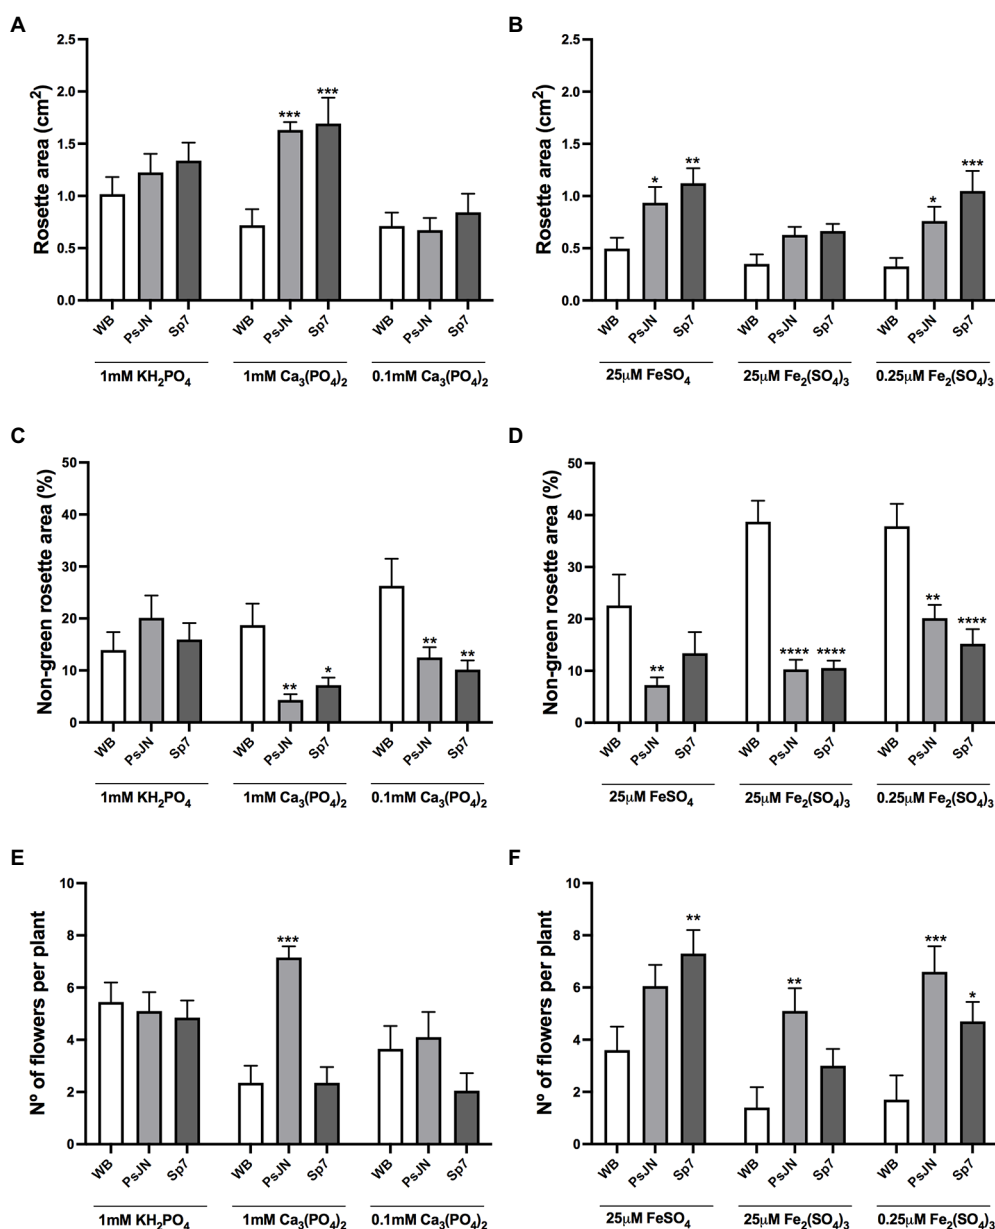 A
Rosette area (cm²)
2.5
2.0
1.5
1.0
0.5
0.0
*** ***
WB PsJN Sp7 WB PsJN Sp7 WB PsJN Sp7
1mM KH₂PO₄ 1mM Ca₃(PO₄)₂ 0.1mM Ca₃(PO₄)₂
B
Rosette area (cm²)
2.5
2.0
1.5
1.0
0.5
0.0
* ** * ***
WB PsJN Sp7 WB PsJN Sp7 WB PsJN Sp7
25μM FeSO₄ 25μM Fe₂(SO₄)₃ 0.25μM Fe₂(SO₄)₃
C
Non-green rosette area (%)
50
40
30
20
10
0
** * ** **
WB PsJN Sp7 WB PsJN Sp7 WB PsJN Sp7
1mM KH₂PO₄ 1mM Ca₃(PO₄)₂ 0.1mM Ca₃(PO₄)₂
D
Non-green rosette area (%)
50
40
30
20
10
0
** **** **** ** ****
WB PsJN Sp7 WB PsJN Sp7 WB PsJN Sp7
25μM FeSO₄ 25μM Fe₂(SO₄)₃ 0.25μM Fe₂(SO₄)₃
E
Nº of flowers per plant
10
8
6
4
2
0
***
WB PsJN Sp7 WB PsJN Sp7 WB PsJN Sp7
1mM KH₂PO₄ 1mM Ca₃(PO₄)₂ 0.1mM Ca₃(PO₄)₂
F
Nº of flowers per plant
10
8
6
4
2
0
** ** *** *
WB PsJN Sp7 WB PsJN Sp7 WB PsJN Sp7
25μM FeSO₄ 25μM Fe₂(SO₄)₃ 0.25μM Fe₂(SO₄)₃